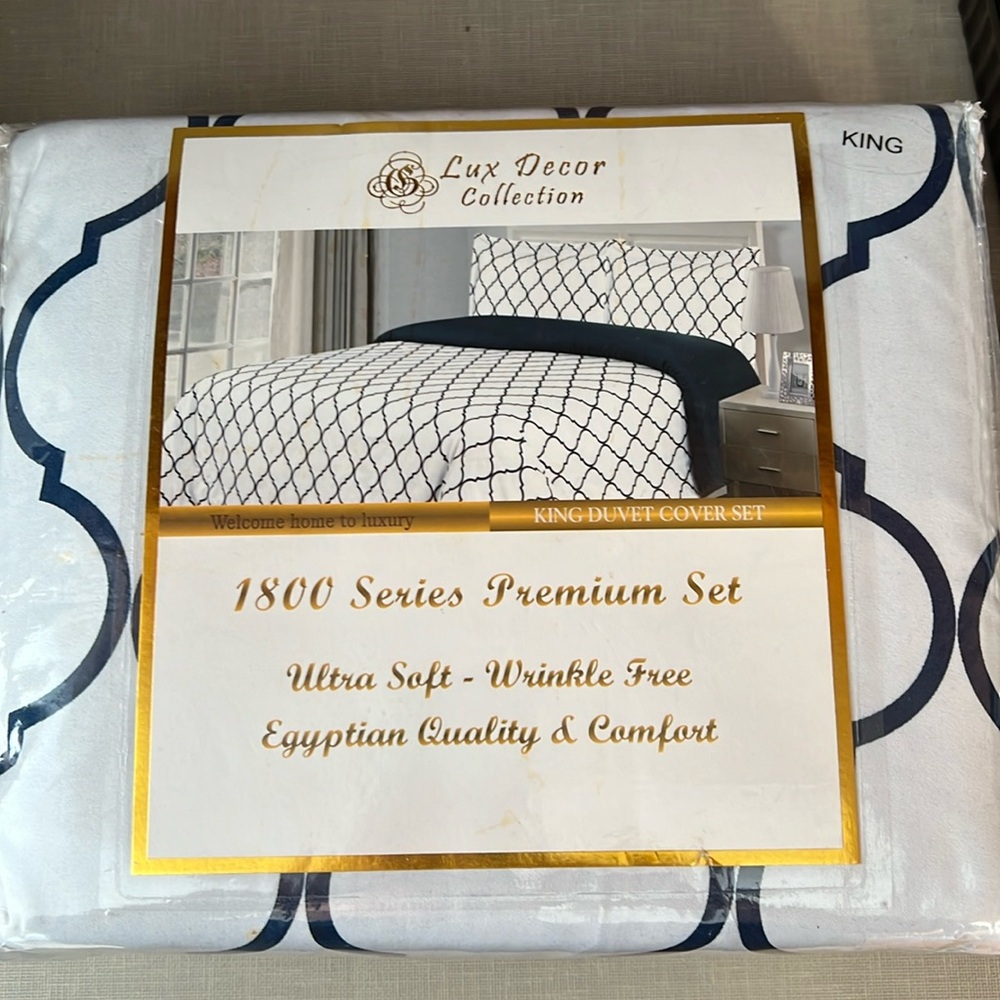 KING
Lux Decor
Collection
Welcome home to luxury
KING DUVET COVER SET
1800 Series Premium Set
Ultra Soft - Wrinkle Free
Egyptian Quality & Comfort